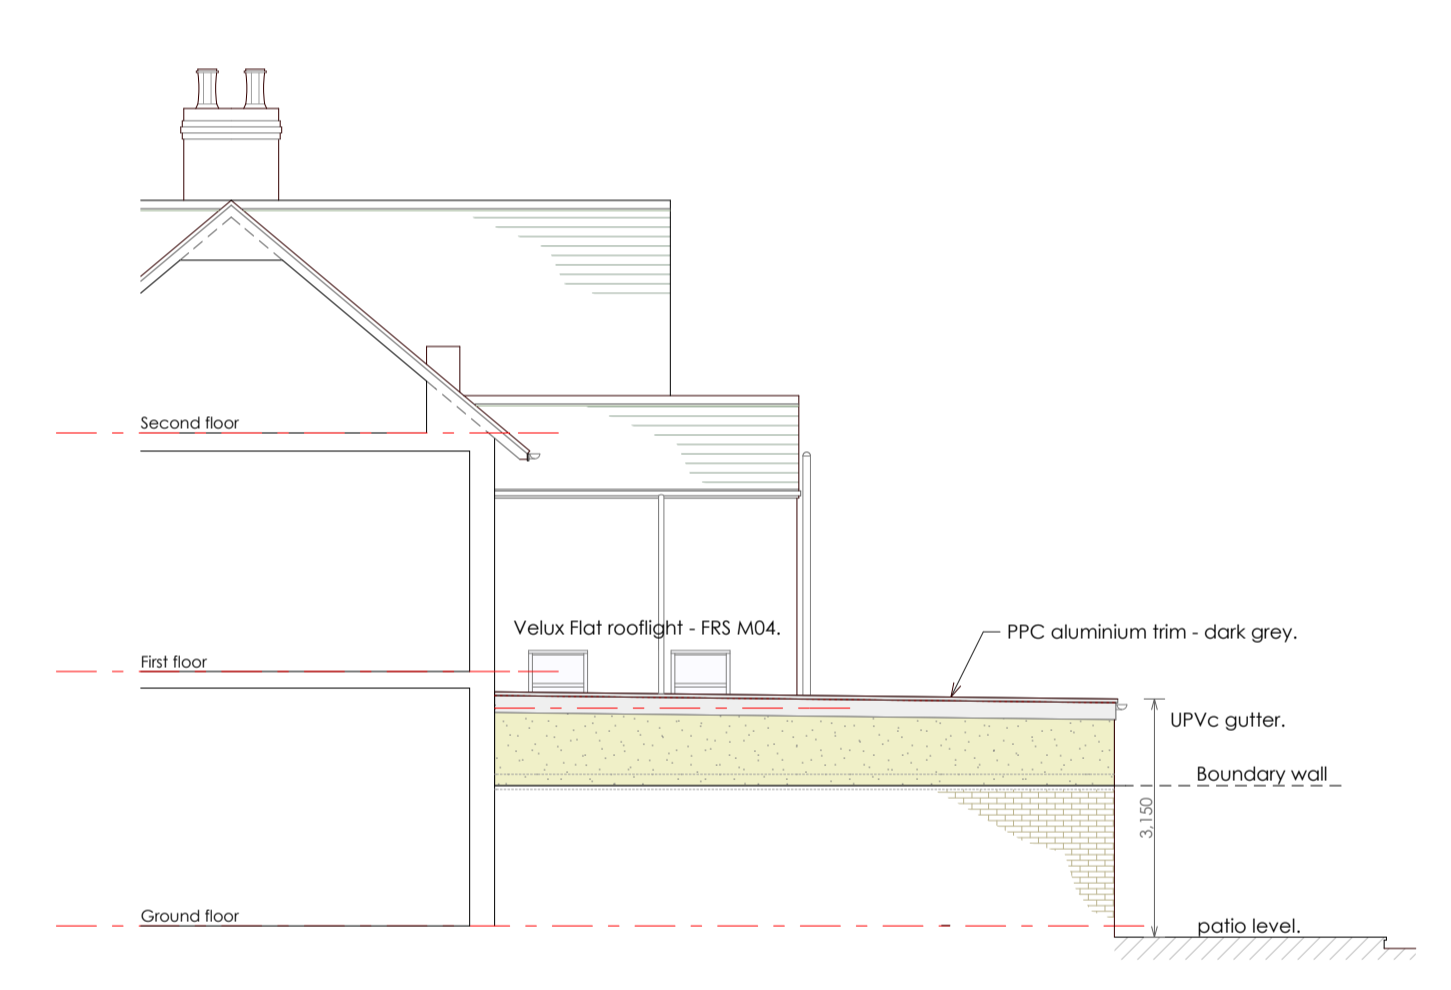 Second floor
First floor
Velux Flat rooflight - FRS M04.
PPC aluminium trim - dark grey.
UPVc gutter.
Boundary wall
3,150
Ground floor
patio level.